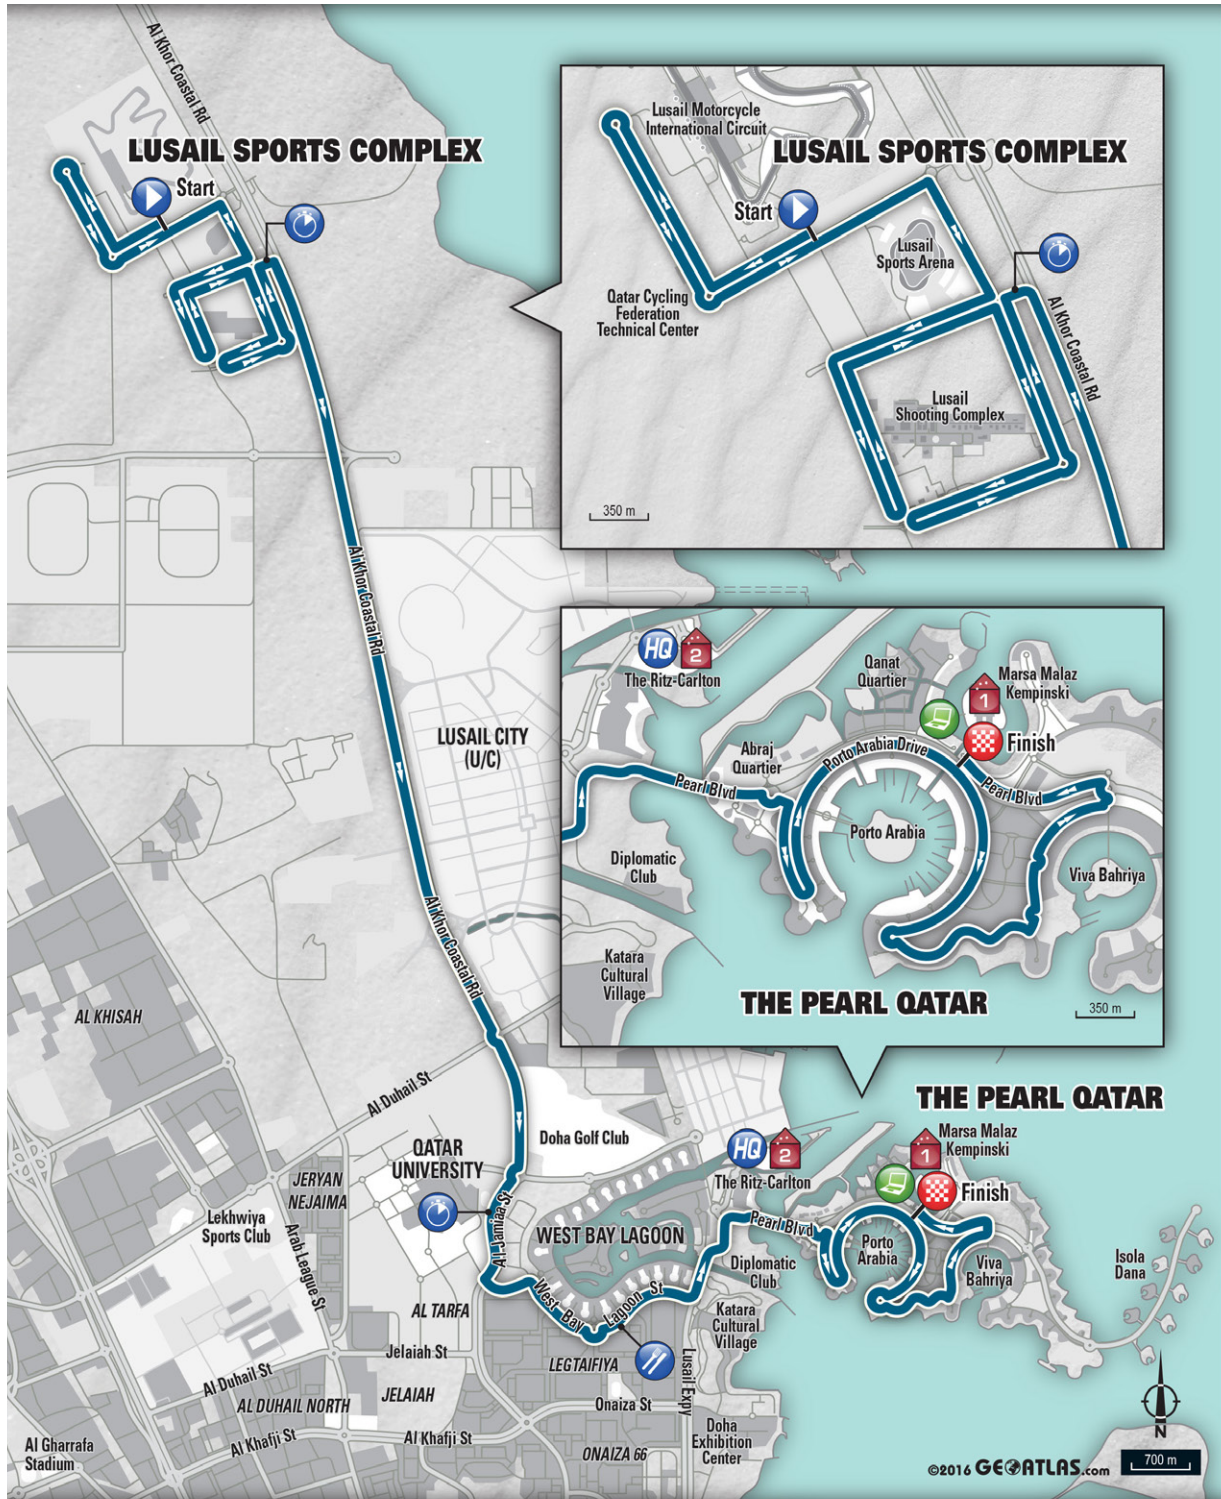 Al Khor Coastal Rd
LUSAIL SPORTS COMPLEX
Start
Lusail Motorcycle
International Circuit
LUSAIL SPORTS COMPLEX
Start
Lusail
Sports Arena
Qatar Cycling
Federation
Technical Center
Al Khor Coastal Rd
Lusail
Shooting Complex
350 m
Al Khor Coastal Rd
LUSAIL CITY
(U/C)
Al Khor Coastal Rd
HQ
2
The Ritz-Carlton
Qanat
Quartier
1
Marsa Malaz
Kempinski
Finish
Abraj
Quartier
Porto Arabia Drive
Pearl Blvd
Pearl Blvd
Porto Arabia
Diplomatic
Club
Viva Bahriya
Katara
Cultural
Village
THE PEARL QATAR
350 m
AL KHISAH
Al Duhail St
THE PEARL QATAR
Doha Golf Club
QATAR
UNIVERSITY
HQ
2
The Ritz-Carlton
1
Marsa Malaz
Kempinski
Finish
JERYAN
NEJAIMA
Lekhwiya
Sports Club
Arab League St
Al Jamiaa St
WEST BAY LAGOON
Pearl Blvd
Porto
Arabia
Viva
Bahriya
Isola
Dana
Diplomatic
Club
AL TARFA
West Bay
Lagoon St
Katara
Cultural
Village
Jelaiah St
LEGTAIFIYA
Lusail Expy
Al Duhail St
JELAIAH
AL DUHAIL NORTH
Onaiza St
Al Khafji St
Al Khafji St
Doha
Exhibition
Center
ONAIZA 66
Al Gharrafa
Stadium
N
700 m
©2016 GEOATLAS.com